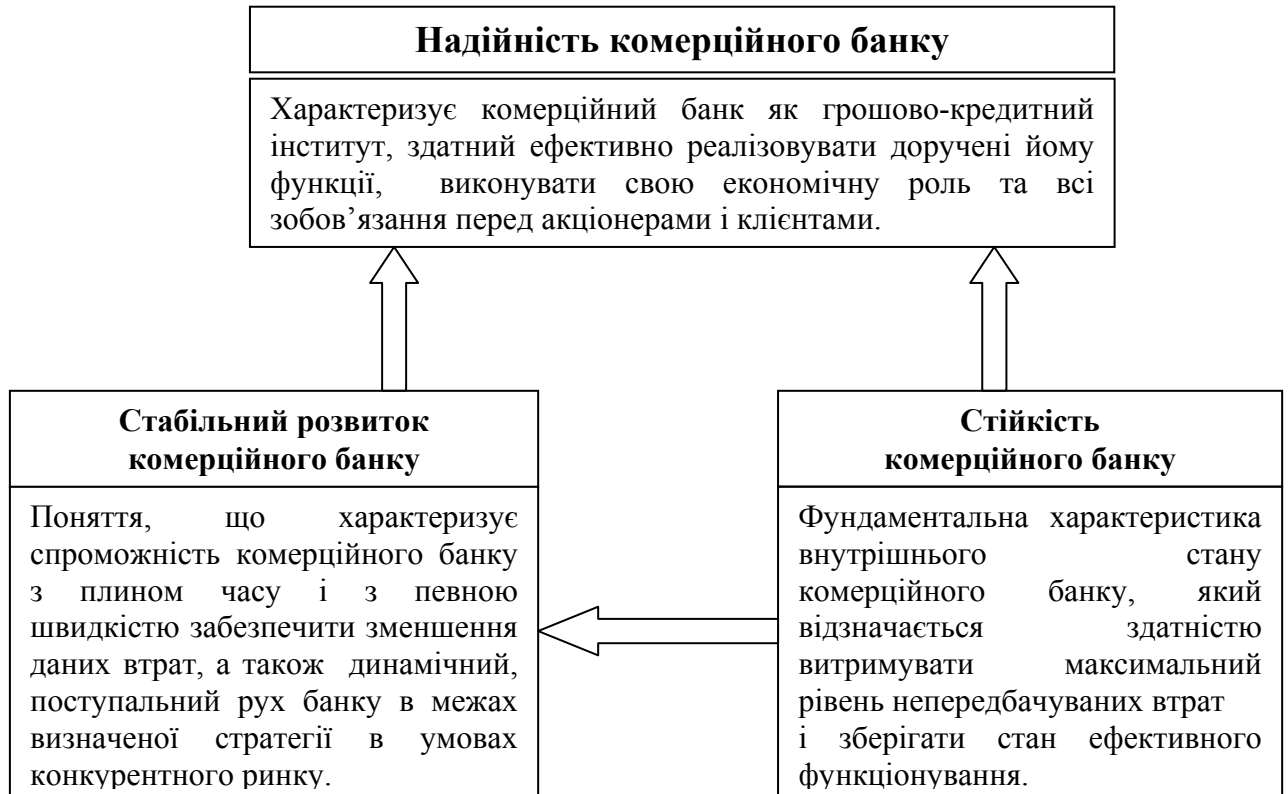 Надійність комерційного банку
Характеризує комерційний банк як грошово-кредитний
інститут, здатний ефективно реалізовувати доручені йому
функції, виконувати свою економічну роль та всі
зобов’язання перед акціонерами і клієнтами.
Стабільний розвиток
комерційного банку
Поняття, що характеризує
спроможність комерційного банку
з плином часу і з певною
швидкістю забезпечити зменшення
даних втрат, а також динамічний,
поступальний рух банку в межах
визначеної стратегії в умовах
конкурентного ринку.
Стійкість
комерційного банку
Фундаментальна характеристика
внутрішнього стану
комерційного банку, який
відзначається здатністю
витримувати максимальний
рівень непередбачуваних втрат
і зберігати стан ефективного
функціонування.